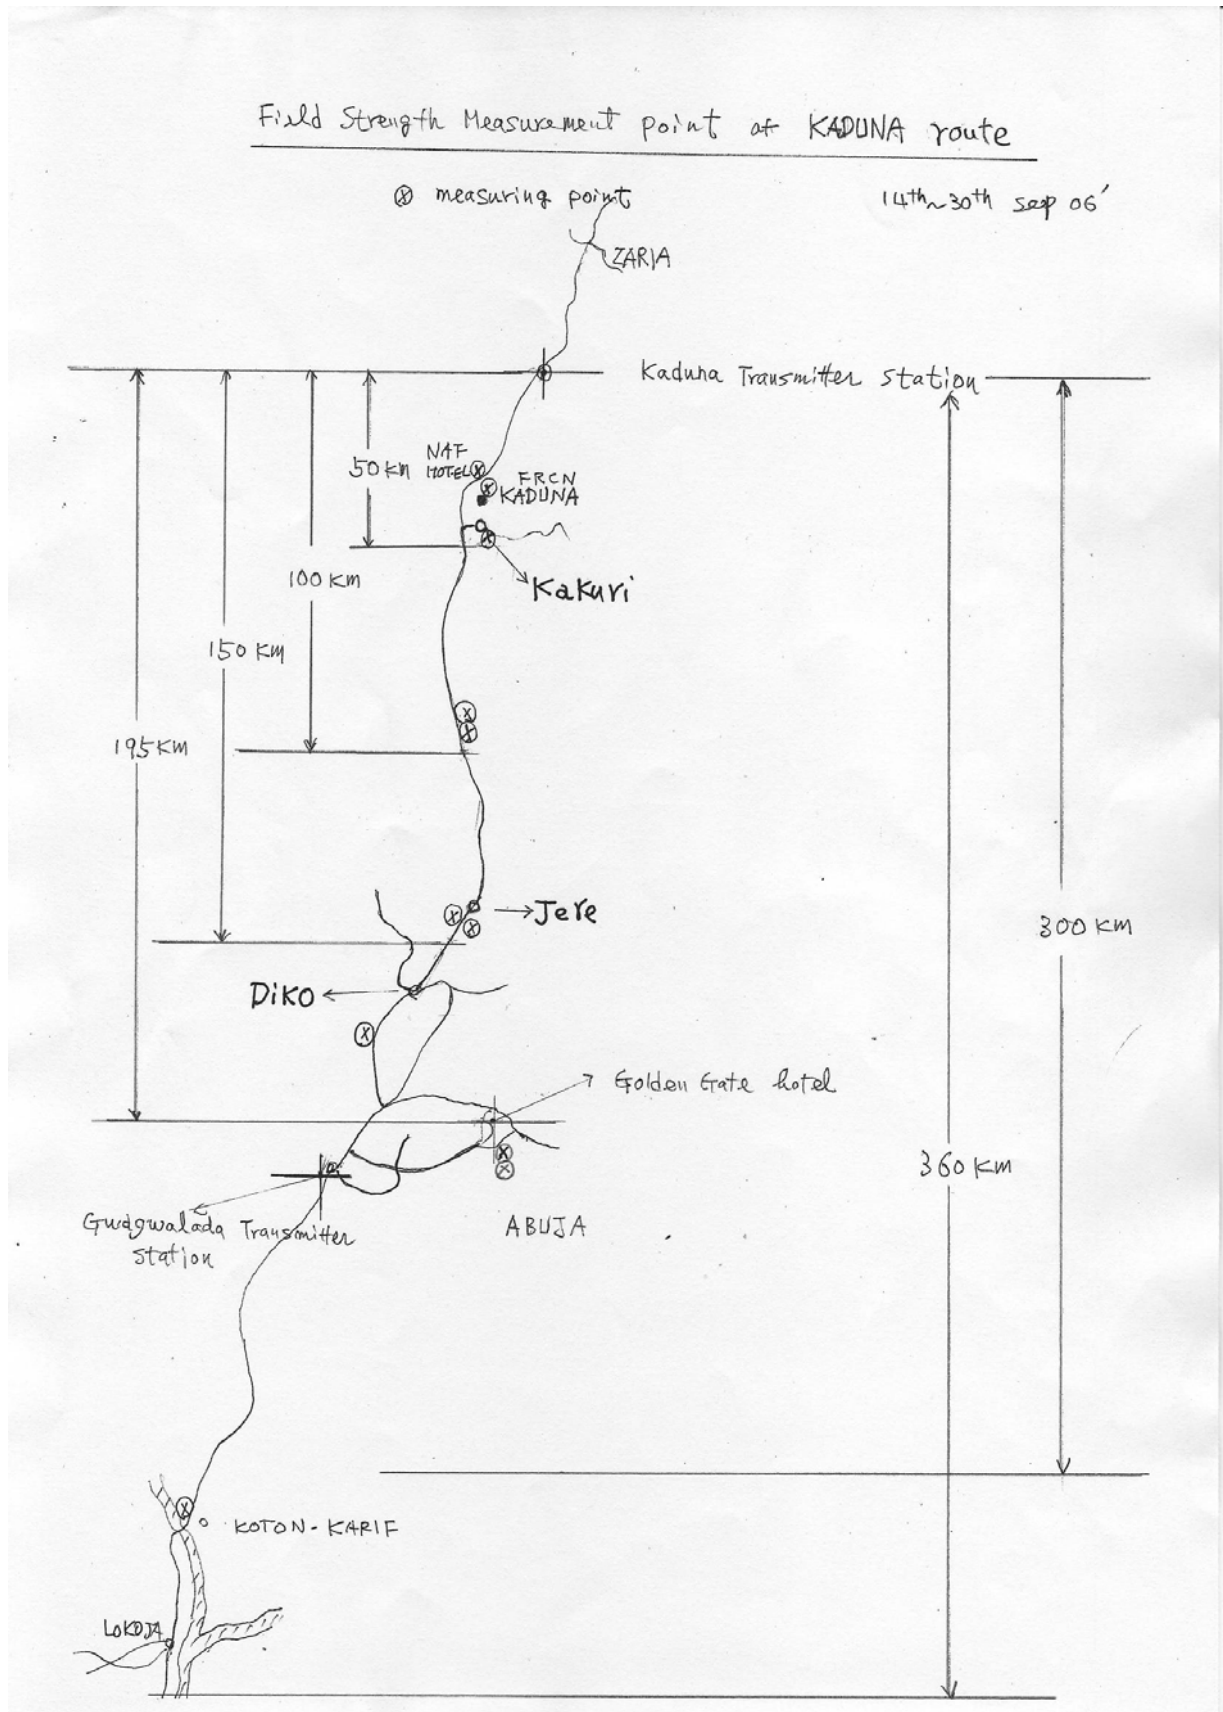 Field Strength Measurement point of KADUNA route
ⓧ measuring point
14th~30th sep 06'
ZARIA
Kaduna Transmitter station
50 km
NAF
HOTEL
FRCN
KADUNA
100 km
Kakuri
150 km
195 km
Jere
300 km
Diko
Golden Gate hotel
360 km
Gwagwalada Transmitter
station
ABUJA
KOTON-KARIF
LOKOJA